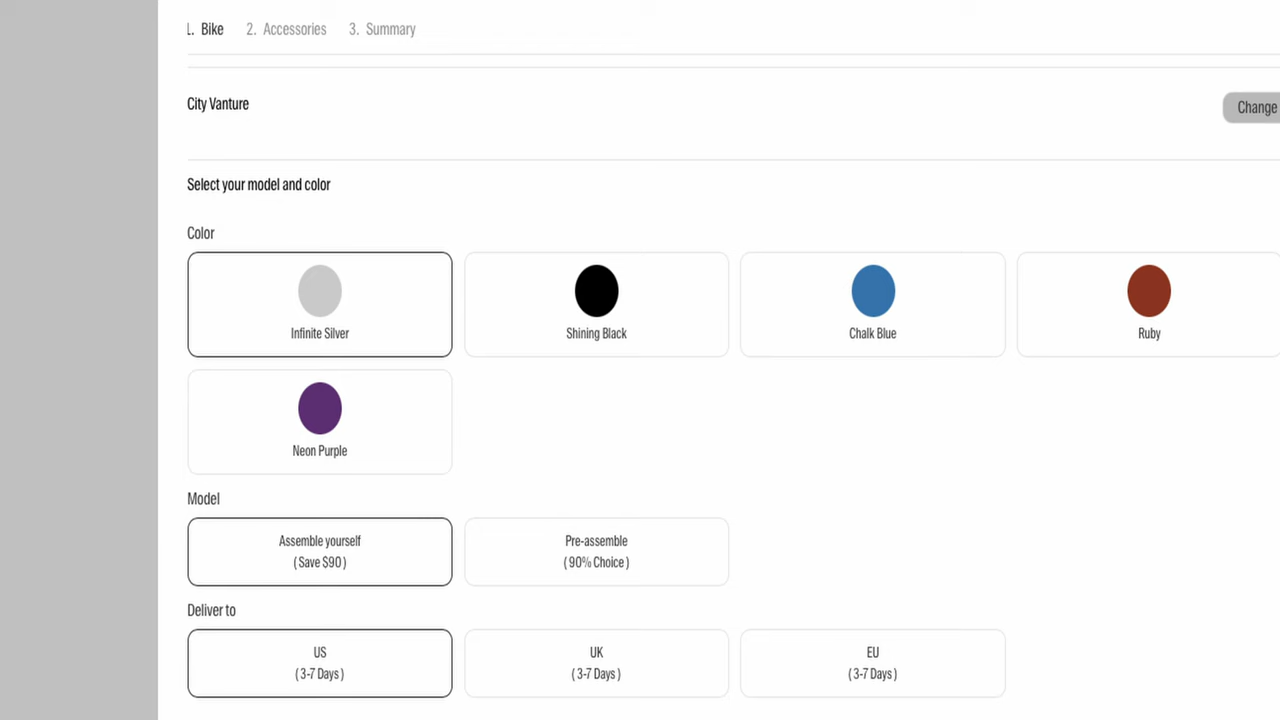 1. Bike 2. Accessories 3. Summary
City Vanture
Change
Select your model and color
Color
Infinite Silver
Shining Black
Chalk Blue
Ruby
Neon Purple
Model
Assemble yourself
(Save $90)
Pre-assemble
(90% Choice)
Deliver to
US
(3-7 Days)
UK
(3-7 Days)
EU
(3-7 Days)